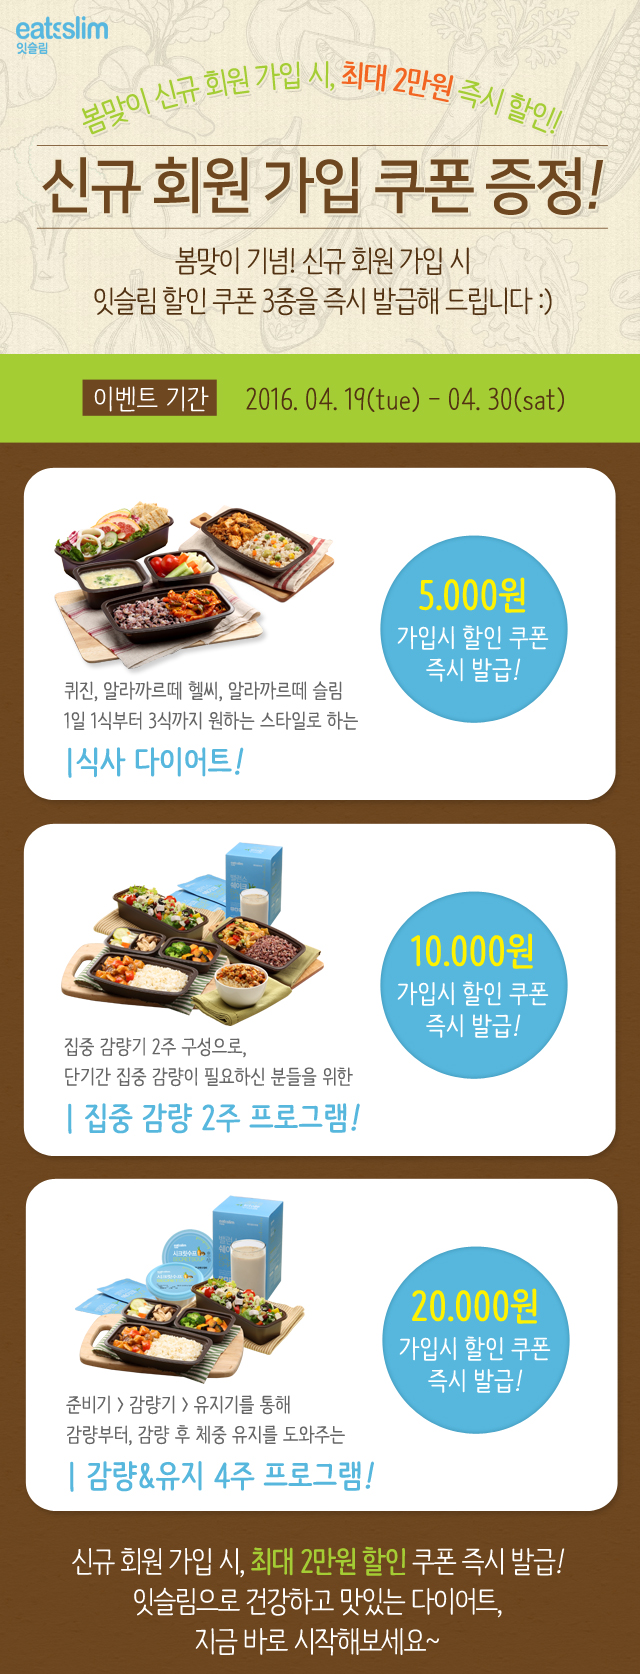 eatsslim
잇슬림
봄맞이 신규 회원 가입 시, 최대 2만원 즉시 할인!
신규 회원 가입 쿠폰 증정!
봄맞이 기념! 신규 회원 가입 시
잇슬림 할인 쿠폰 3종을 즉시 발급해 드립니다 :)
이벤트 기간 2016. 04. 19(tue) - 04. 30(sat)
5.000원
가입시 할인 쿠폰
즉시 발급!
퀴진, 알라까르떼 헬씨, 알라까르떼 슬림
1일 1식부터 3식까지 원하는 스타일로 하는
|식사 다이어트!
10.000원
가입시 할인 쿠폰
즉시 발급!
집중 감량기 2주 구성으로,
단기간 집중 감량이 필요하신 분들을 위한
| 집중 감량 2주 프로그램!
20.000원
가입시 할인 쿠폰
즉시 발급!
준비기 > 감량기 > 유지기를 통해
감량부터, 감량 후 체중 유지를 도와주는
| 감량&유지 4주 프로그램!
신규 회원 가입 시, 최대 2만원 할인 쿠폰 즉시 발급!
잇슬림으로 건강하고 맛있는 다이어트,
지금 바로 시작해보세요~